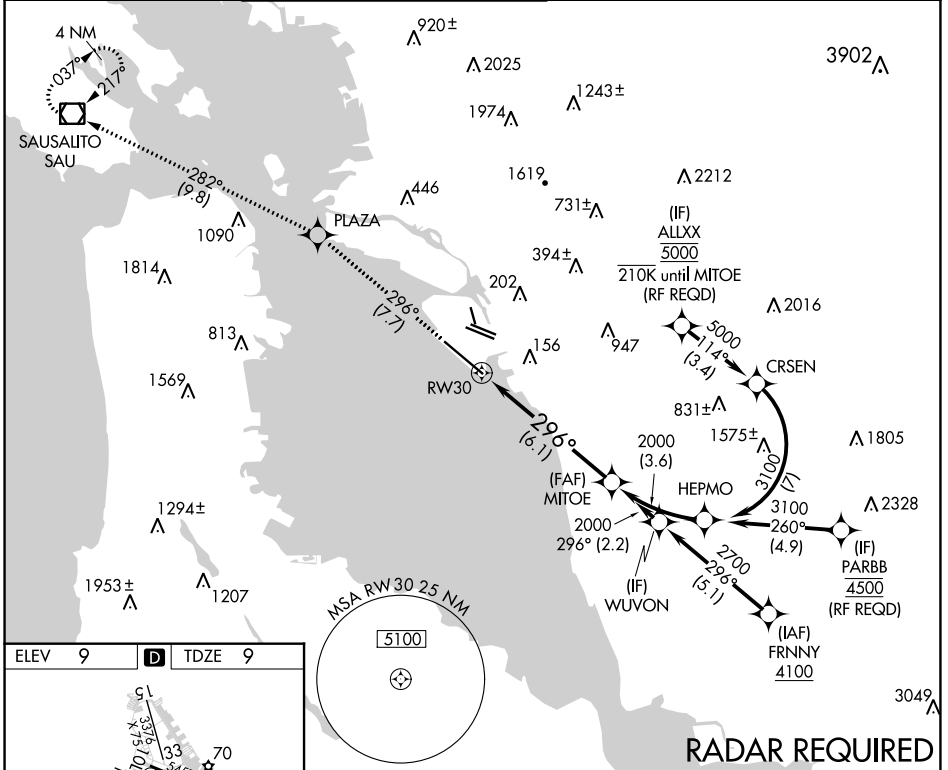 920±
4 NM
037°
217°
2025
3902
1243±
1974
SAUSALITO
SAU
282°
(9.8)
1619
2212
446
731±
(IF)
ALLXX
5000
210K until MITOE
(RF REQD)
PLAZA
1090
394±
1814
202
2016
296°
(7.7)
5000
114°
(3.4)
813
156
947
CRSEN
RW30
1569
831±
296°
(6.1)
2000
(3.6)
1575±
1805
3100
(7)
(FAF)
MITOE
HEPMO
3100
260°
(4.9)
2328
1294±
2000
296° (2.2)
(IF)
PARBB
4500
(RF REQD)
2700
296°
(5.1)
(IF)
WUVON
1953±
1207
MSA RW 30 25 NM
5100
(IAF)
FRNNY
4100
ELEV 9 D TDZE 9
3049
15
3376
X 75
33
70
RADAR REQUIRED